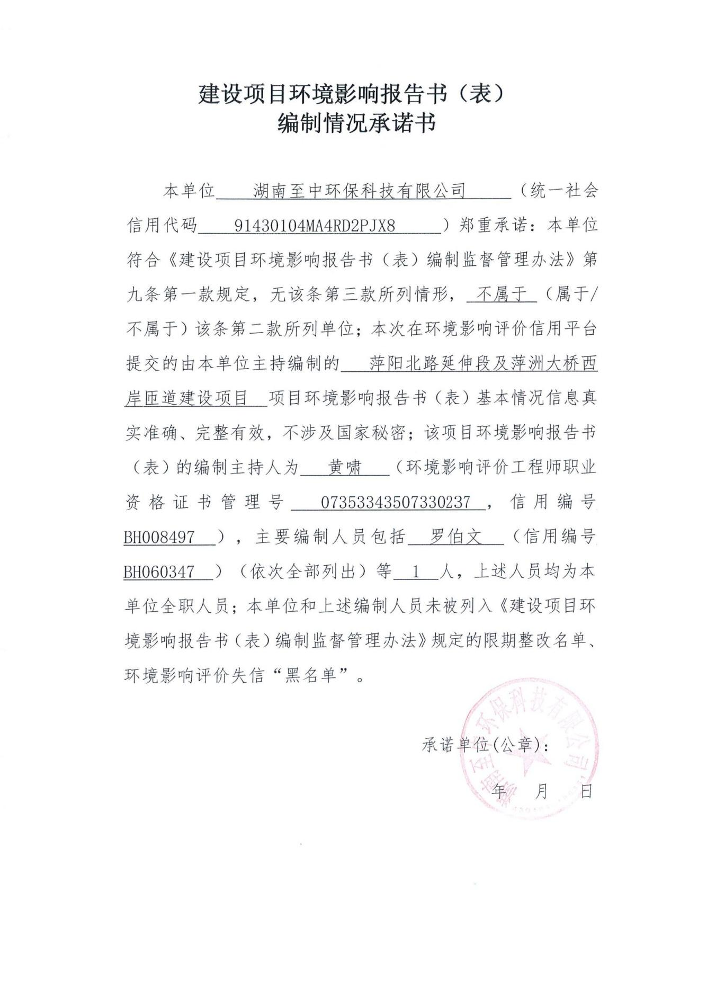 建设项目环境影响报告书（表）
编制情况承诺书
本单位 湖南至中环保科技有限公司 （统一社会
信用代码 91430104MA4RD2PJX8 ）郑重承诺：本单位
符合《建设项目环境影响报告书（表）编制监督管理办法》第
九条第一款规定，无该条第三款所列情形， 不属于 （属于/
不属于）该条第二款所列单位；本次在环境影响评价信用平台
提交的由本单位主持编制的 萍阳北路延伸段及萍洲大桥西
岸匝道建设项目 项目环境影响报告书（表）基本情况信息真
实准确、完整有效，不涉及国家秘密；该项目环境影响报告书
（表）的编制主持人为 黄啸 （环境影响评价工程师职业
资格证书管理号 07353343507330237 ，信用编号
BH008497 ），主要编制人员包括 罗伯文 （信用编号
BH060347 ）（依次全部列出）等 1 人，上述人员均为本
单位全职人员；本单位和上述编制人员未被列入《建设项目环
境影响报告书（表）编制监督管理办法》规定的限期整改名单、
环境影响评价失信“黑名单”。
湖南至中环保科技有限公司
承诺单位(公章)：
年 月 日